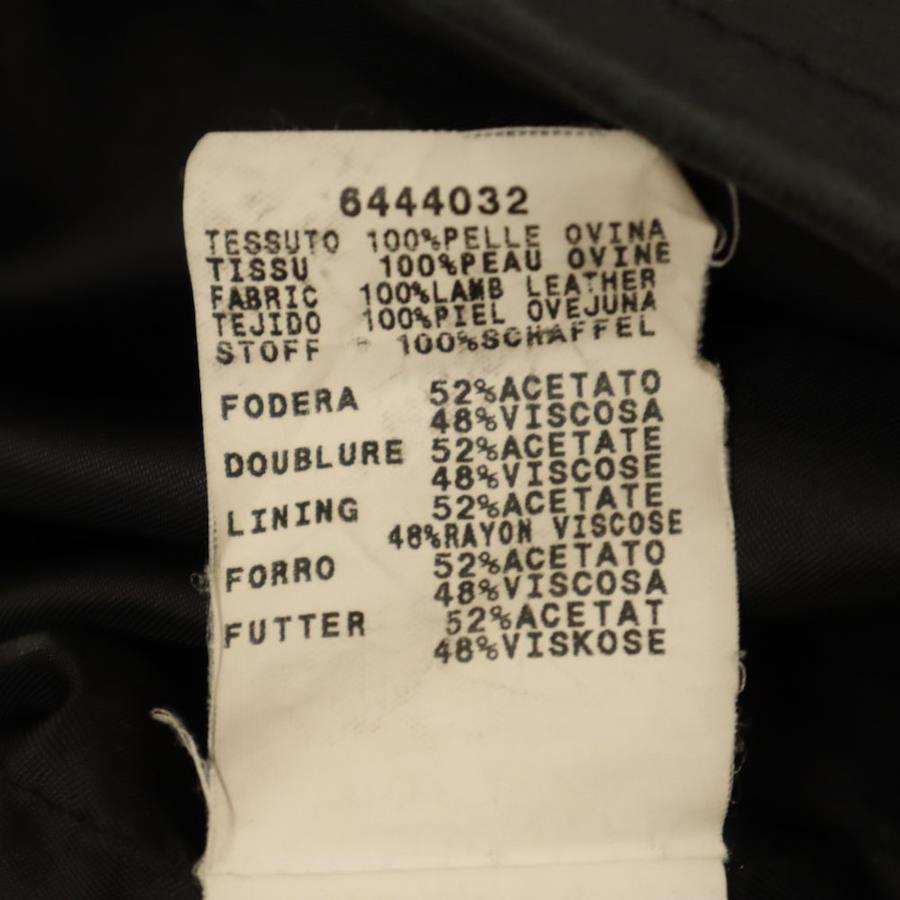 6444032
TESSUTO 100%PELLE OVINA
TISSU 100%PEAU OVINE
FABRIC 100%LAMB LEATHER
TEJIDO 100%PIEL OVEJUNA
STOFF 100%SCHAFFEL
FODERA 52%ACETATO
48%VISCOSA
DOUBLURE 52%ACETATE
48%VISCOSE
LINING 52%ACETATE
48%RAYON VISCOSE
FORRO 52%ACETATO
48%VISCOSA
FUTTER 52%ACETAT
48%VISKOSE